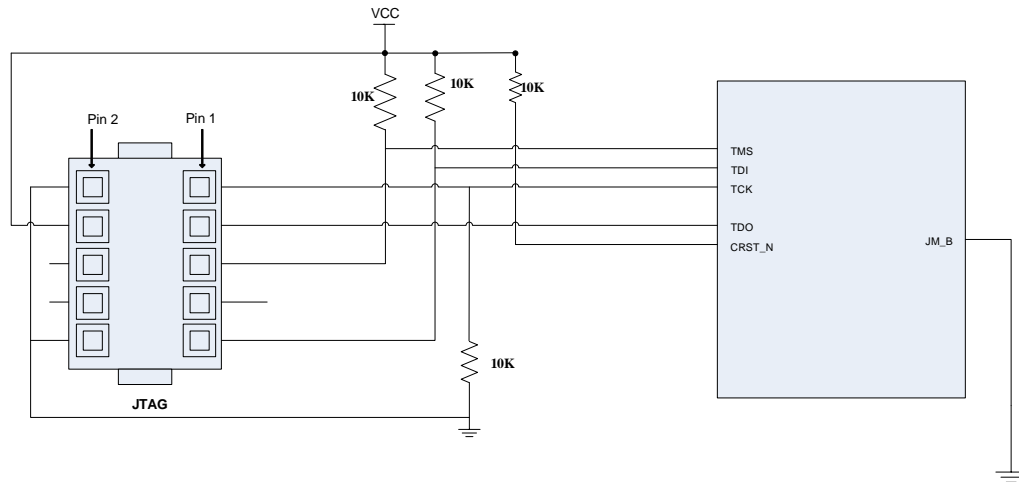 VCC
10K
10K
10K
Pin 2
Pin 1
TMS
TDI
TCK
TDO
CRST_N
JM_B
10K
JTAG